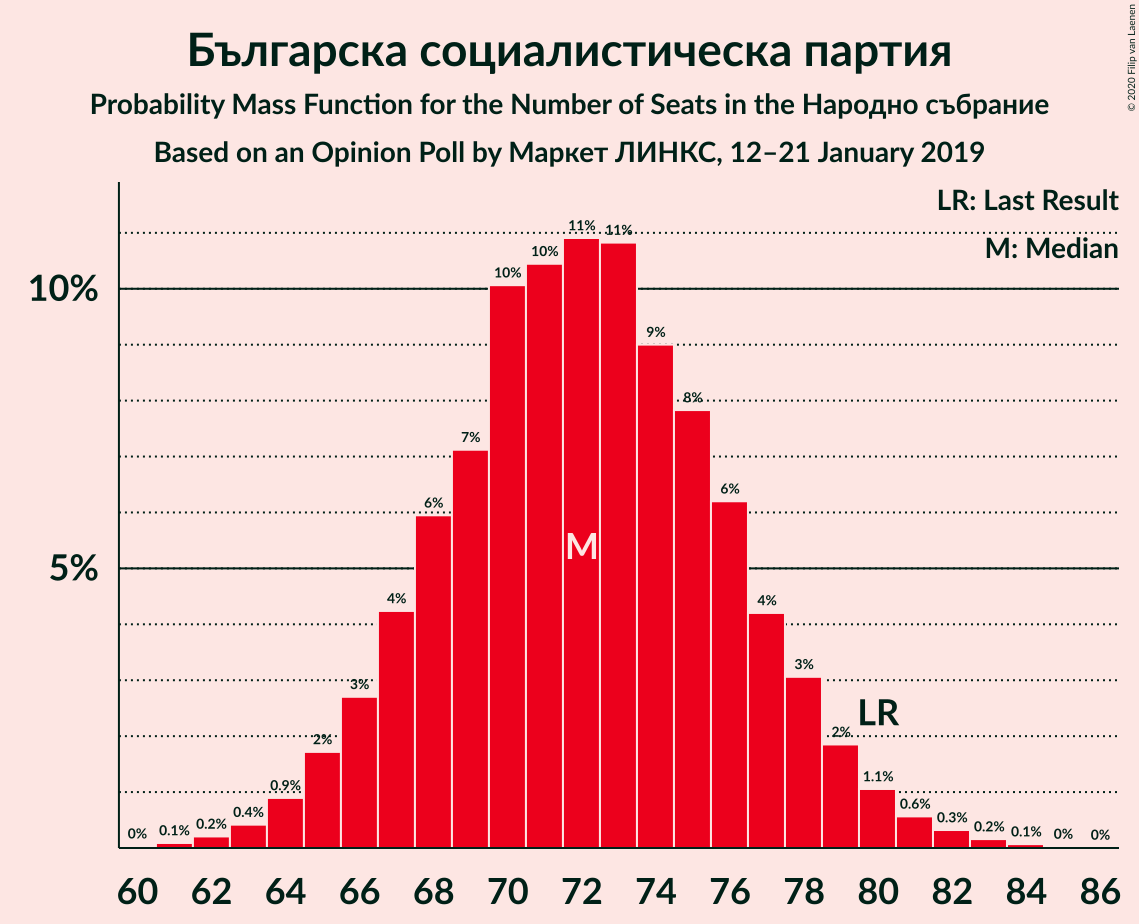 Българска социалистическа партия
Probability Mass Function for the Number of Seats in the Народно събрание
Based on an Opinion Poll by Маркет ЛИНКС, 12–21 January 2019
© 2020 Filip van Laenen
LR: Last Result
M: Median
10%
5%
0% 0.1% 0.2% 0.4% 0.9% 2% 3% 4% 6% 7% 10% 10% 11% 11% 9% 8% 6% 4% 3% 2% 1.1% 0.6% 0.3% 0.2% 0.1% 0% 0%
M
LR
60 62 64 66 68 70 72 74 76 78 80 82 84 86